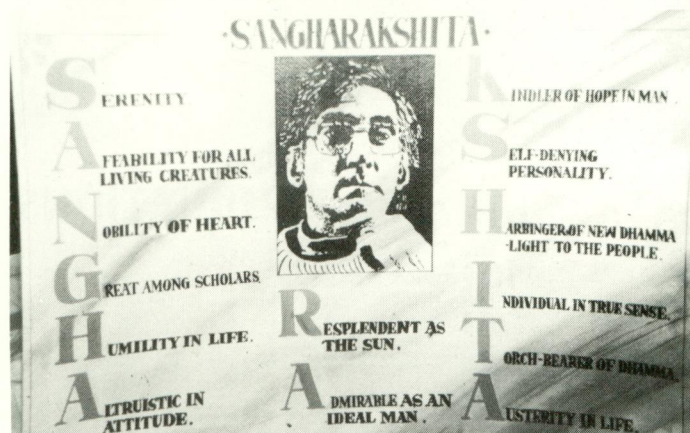 ·SANGHARAKSHITA·
SERENITY
AFFEABILITY FOR ALL
LIVING CREATURES.
NOBILITY OF HEART.
GREAT AMONG SCHOLARS.
HUMILITY IN LIFE.
ALTRUISTIC IN
ATTITUDE.
RESPLENDENT AS
THE SUN.
ADMIRABLE AS AN
IDEAL MAN.
KINDLER OF HOPE IN MAN
SELF-DENYING
PERSONALITY.
HARBINGER OF NEW DHAMMA
-LIGHT TO THE PEOPLE.
INDIVIDUAL IN TRUE SENSE.
TORCH-BEARER OF DHAMMA.
AUSTERITY IN LIFE.